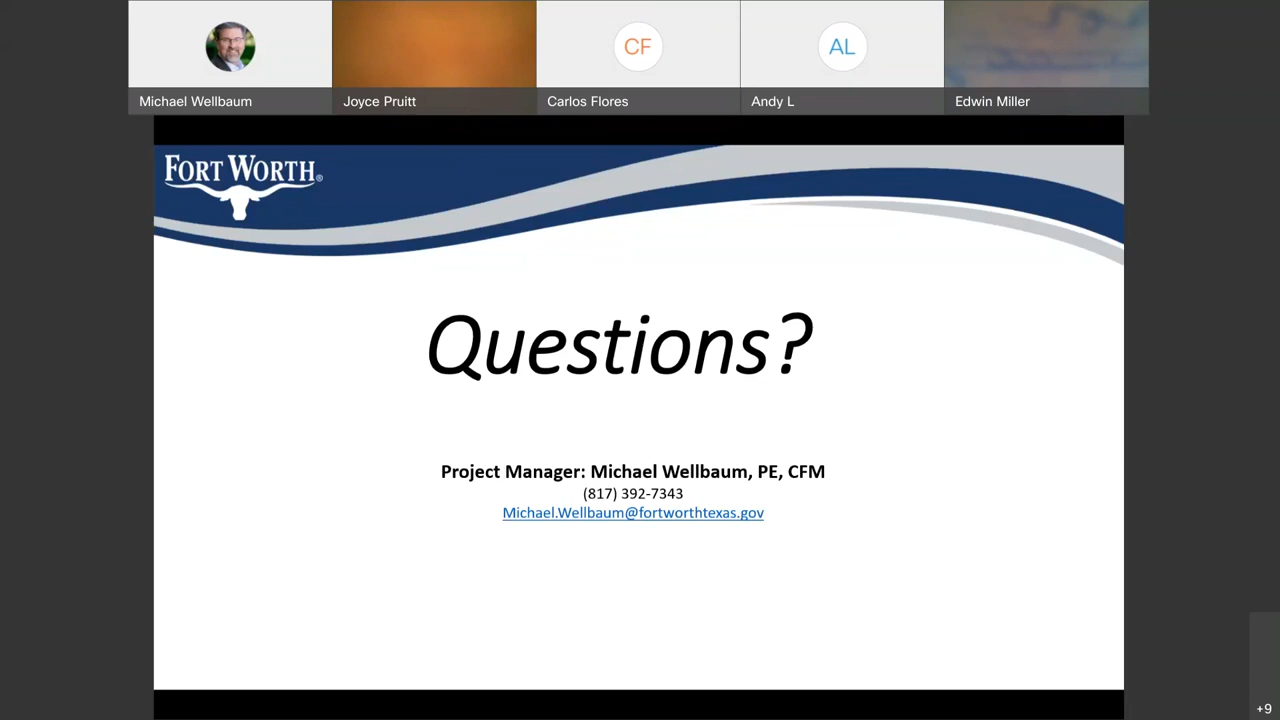 CF
AL
Michael Wellbaum
Joyce Pruitt
Carlos Flores
Andy L
Edwin Miller
FORT WORTH®
Questions?
Project Manager: Michael Wellbaum, PE, CFM
(817) 392-7343
Michael.Wellbaum@fortworthtexas.gov
+9